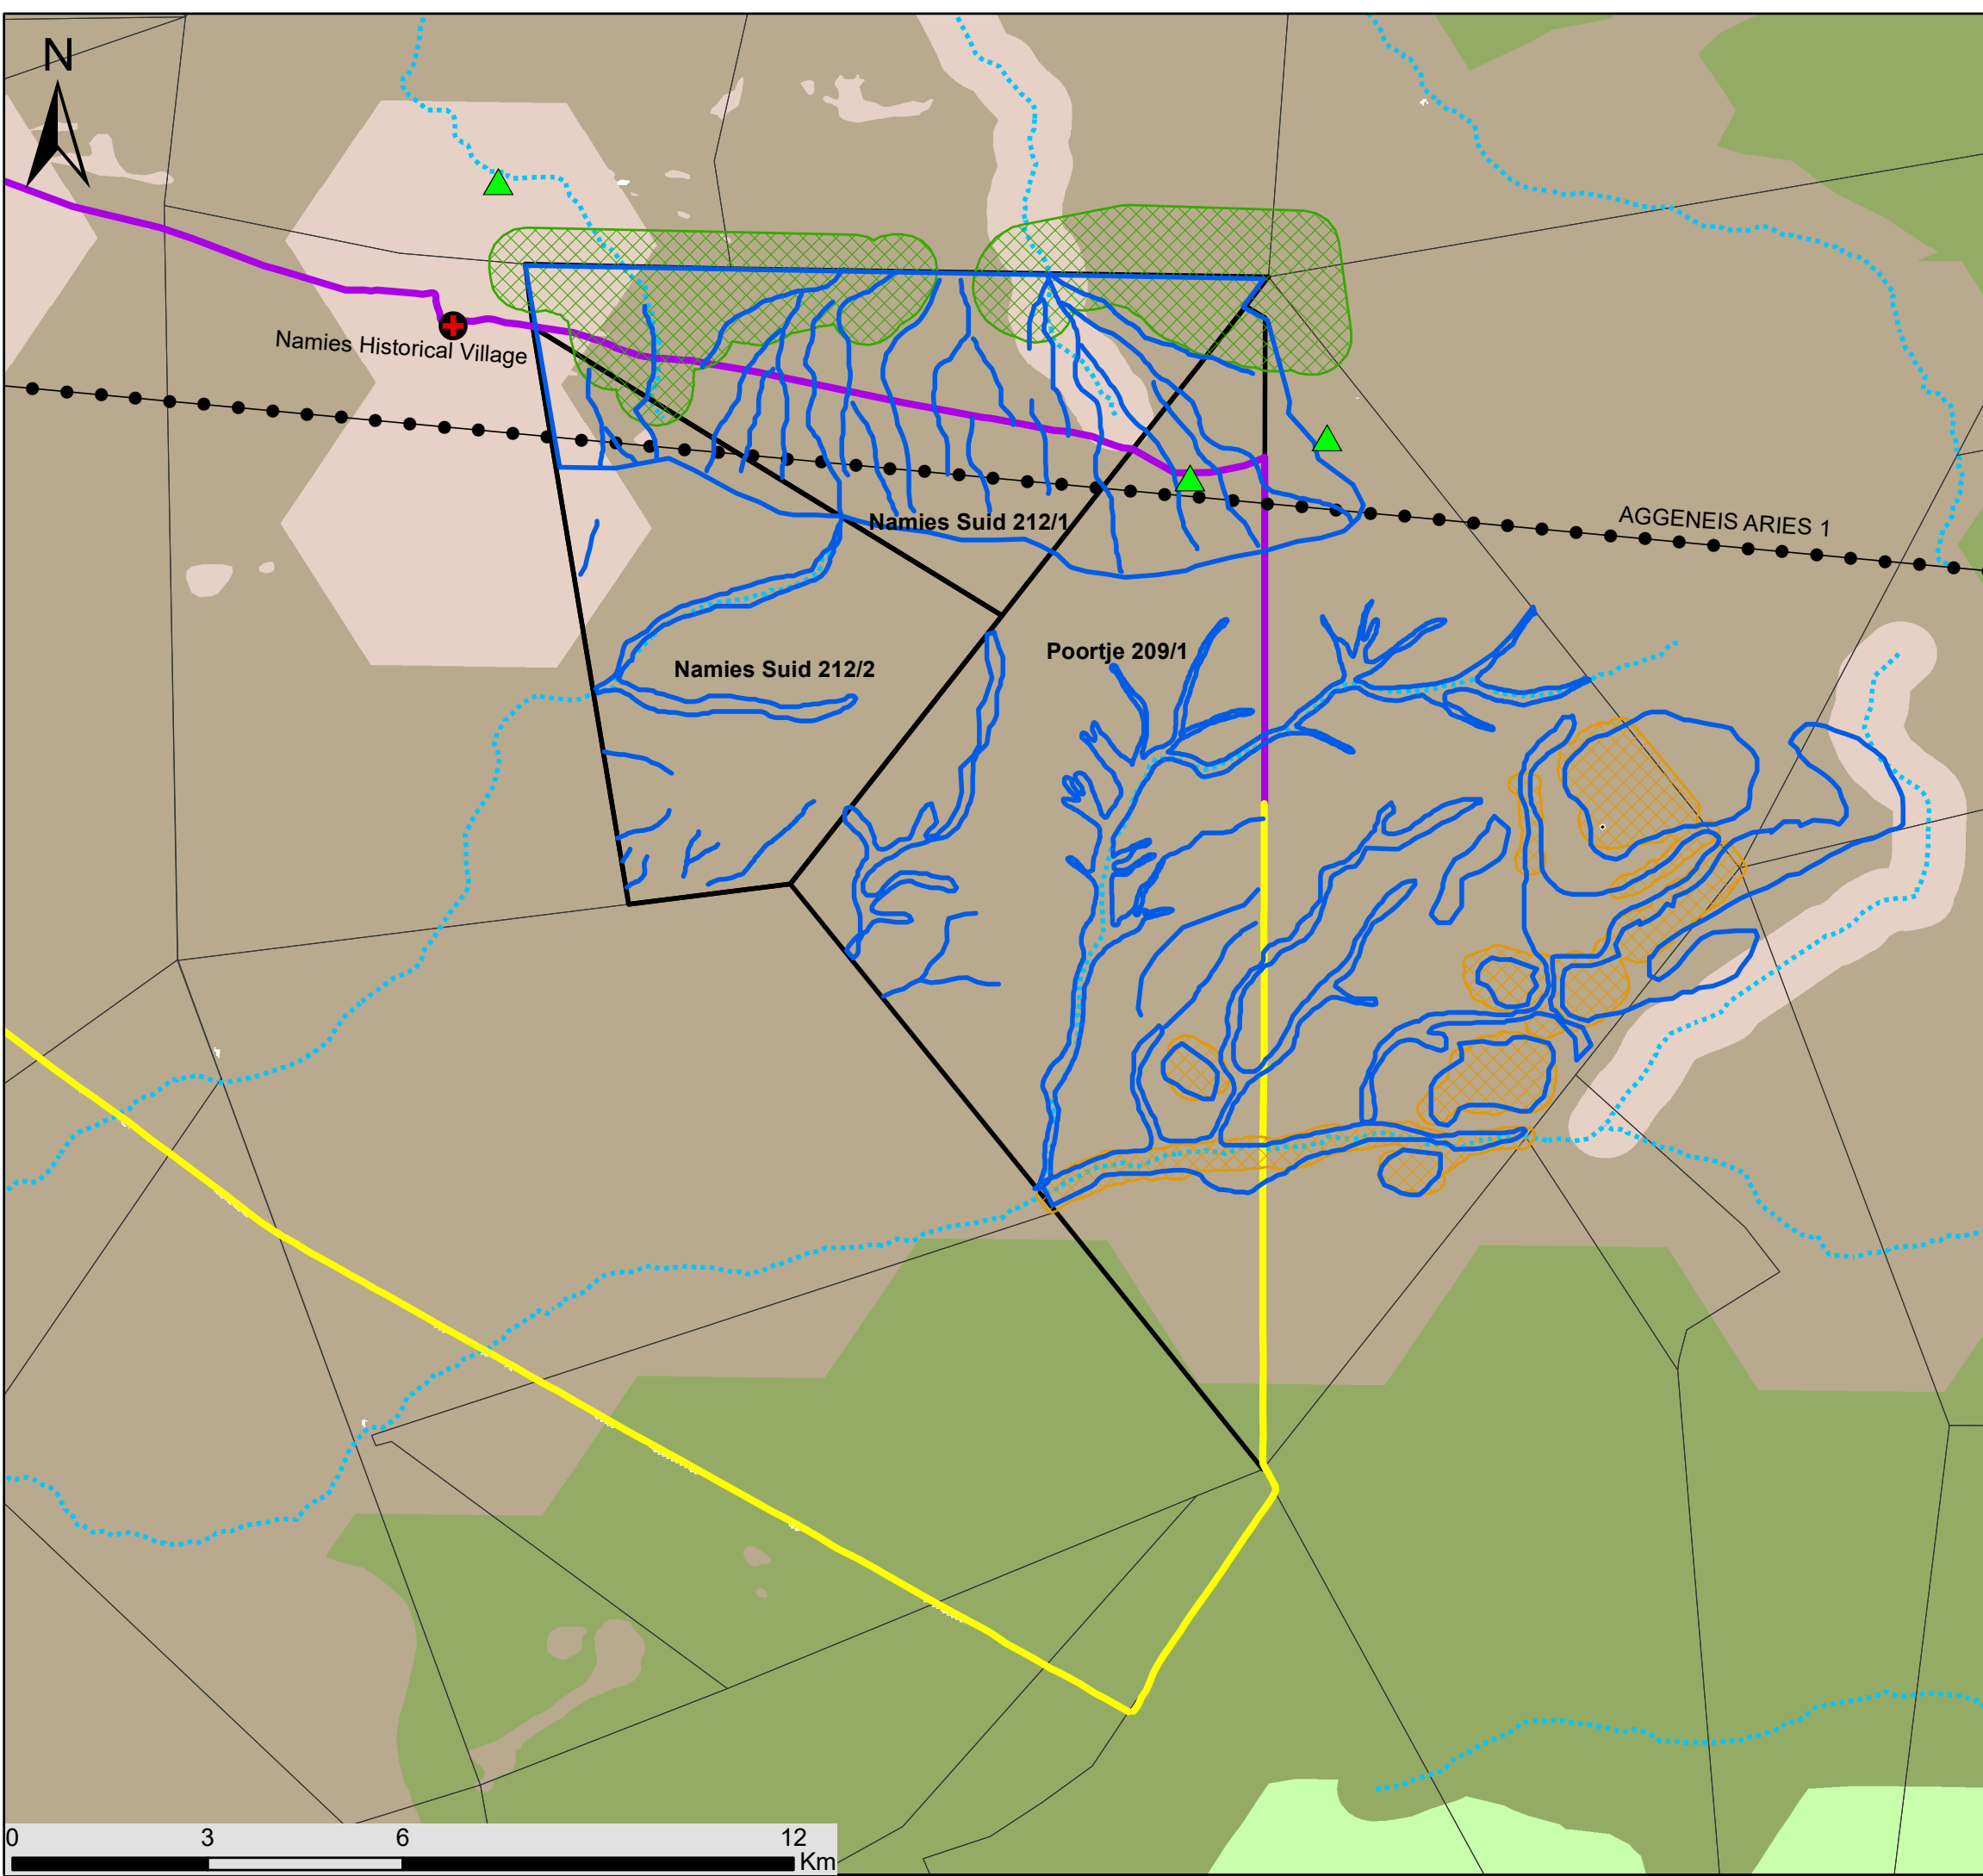 N
Namies Historical Village
AGGENEIS ARIES 1
Namies Suid 212/1
Poortje 209/1
Namies Suid 212/2
0 3 6 12
Km